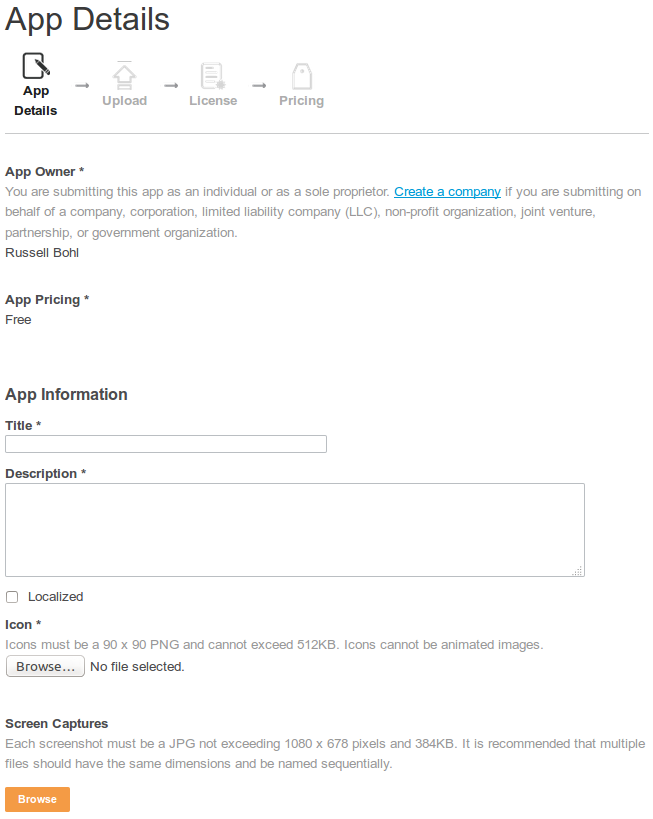 App Details
App
Details
→ Upload → License → Pricing
App Owner *
You are submitting this app as an individual or as a sole proprietor. Create a company if you are submitting on
behalf of a company, corporation, limited liability company (LLC), non-profit organization, joint venture,
partnership, or government organization.
Russell Bohl
App Pricing *
Free
App Information
Title *
Description *
Localized
Icon *
Icons must be a 90 x 90 PNG and cannot exceed 512KB. Icons cannot be animated images.
Browse... No file selected.
Screen Captures
Each screenshot must be a JPG not exceeding 1080 x 678 pixels and 384KB. It is recommended that multiple
files should have the same dimensions and be named sequentially.
Browse